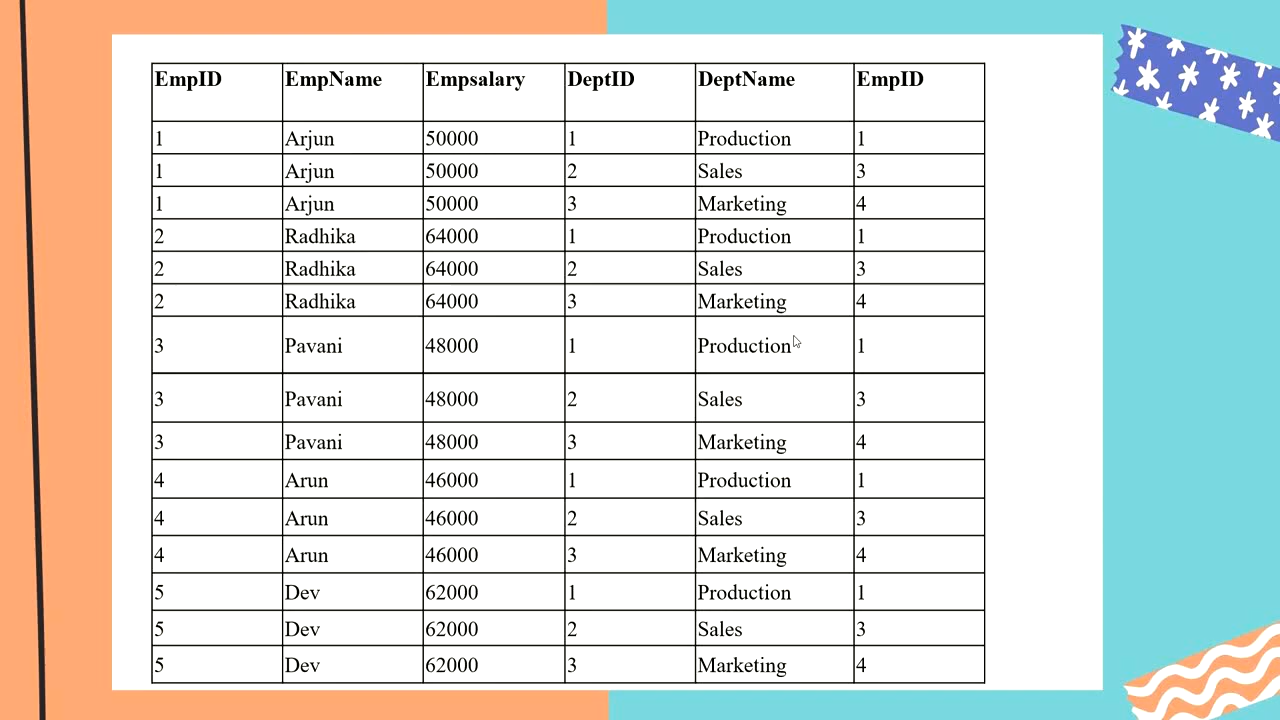 EmpID EmpName Empsalary DeptID DeptName EmpID
1 Arjun 50000 1 Production 1
1 Arjun 50000 2 Sales 3
1 Arjun 50000 3 Marketing 4
2 Radhika 64000 1 Production 1
2 Radhika 64000 2 Sales 3
2 Radhika 64000 3 Marketing 4
3 Pavani 48000 1 Production 1
3 Pavani 48000 2 Sales 3
3 Pavani 48000 3 Marketing 4
4 Arun 46000 1 Production 1
4 Arun 46000 2 Sales 3
4 Arun 46000 3 Marketing 4
5 Dev 62000 1 Production 1
5 Dev 62000 2 Sales 3
5 Dev 62000 3 Marketing 4